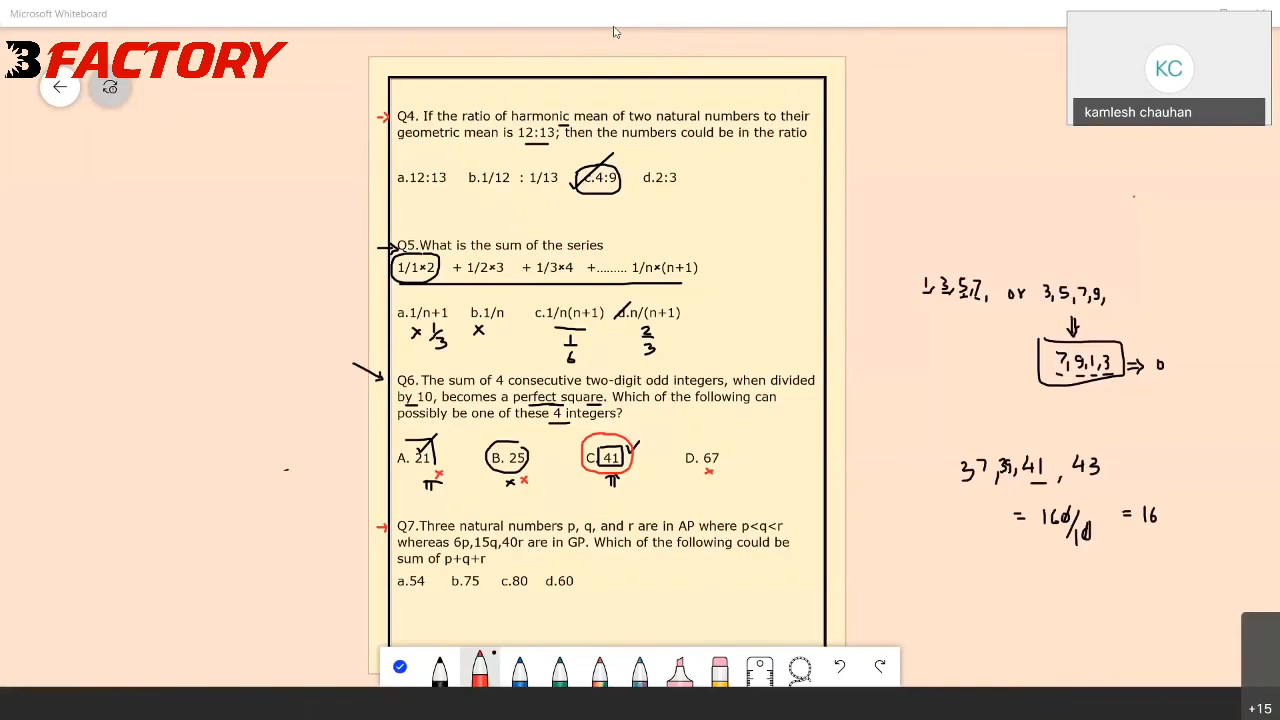 Microsoft Whiteboard
3FACTORY
KC
kamlesh chauhan
Q4. If the ratio of harmonic mean of two natural numbers to their
geometric mean is 12:13; then the numbers could be in the ratio
a.12:13 b.1/12 : 1/13 c.4:9 d.2:3
Q5.What is the sum of the series
1/1×2 + 1/2×3 + 1/3×4 +......... 1/n×(n+1)
a.1/n+1 b.1/n c.1/n(n+1) d.n/(n+1)
× 1/3 × 1/6 2/3
Q6.The sum of 4 consecutive two-digit odd integers, when divided
by 10, becomes a perfect square. Which of the following can
possibly be one of these 4 integers?
A. 21 B. 25 C. 41 D. 67
Q7.Three natural numbers p, q, and r are in AP where p<q<r
whereas 6p,15q,40r are in GP. Which of the following could be
sum of p+q+r
a.54 b.75 c.80 d.60
1, 3, 5, 7, or 3, 5, 7, 9,
7, 9, 1, 3 ⇒ 0
37, 39, 41, 43
= 160/10 = 16
+15